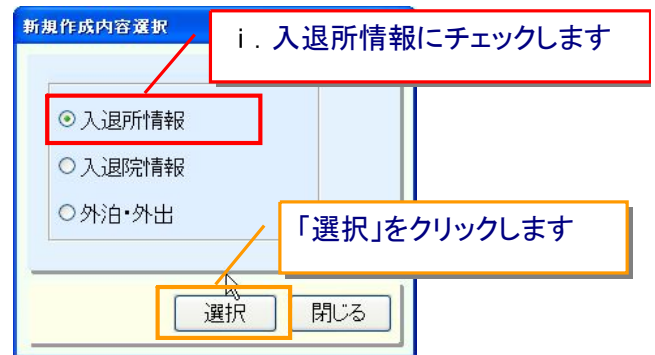 新規作成内容選択
ⅰ．入退所情報にチェックします
入退所情報
入退院情報
外泊・外出
「選択」をクリックします
選択
閉じる